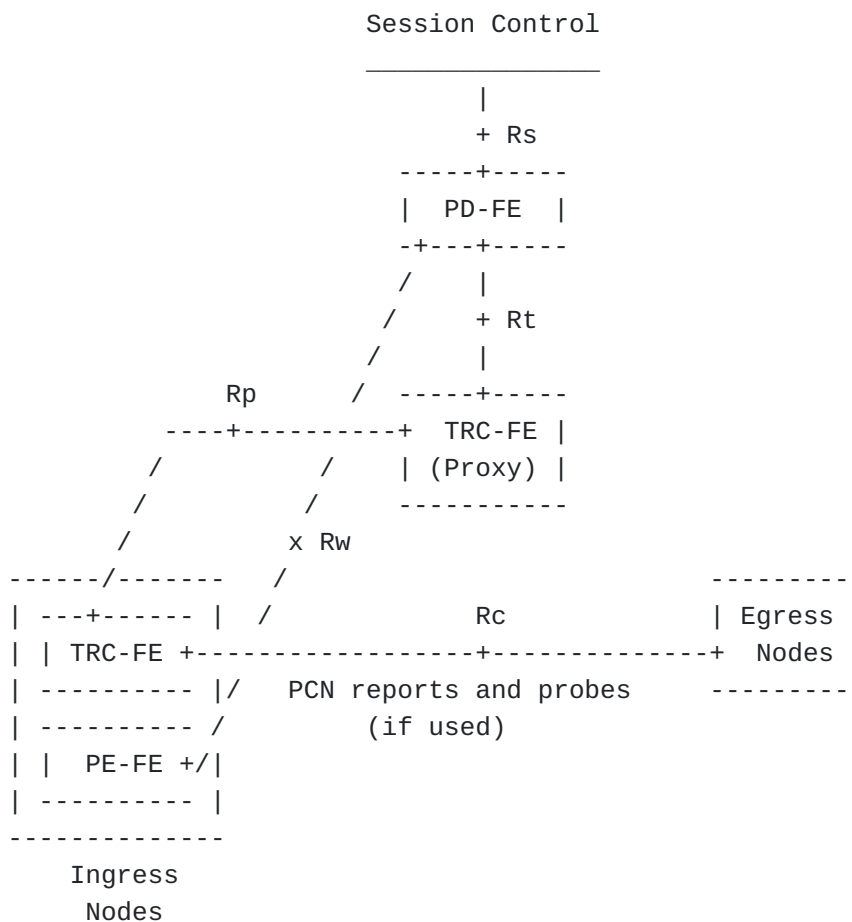 Session Control
Rs
PD-FE
Rt
Rp
TRC-FE
(Proxy)
x Rw
Rc
Egress
TRC-FE
Nodes
PCN reports and probes
(if used)
PE-FE
Ingress
Nodes